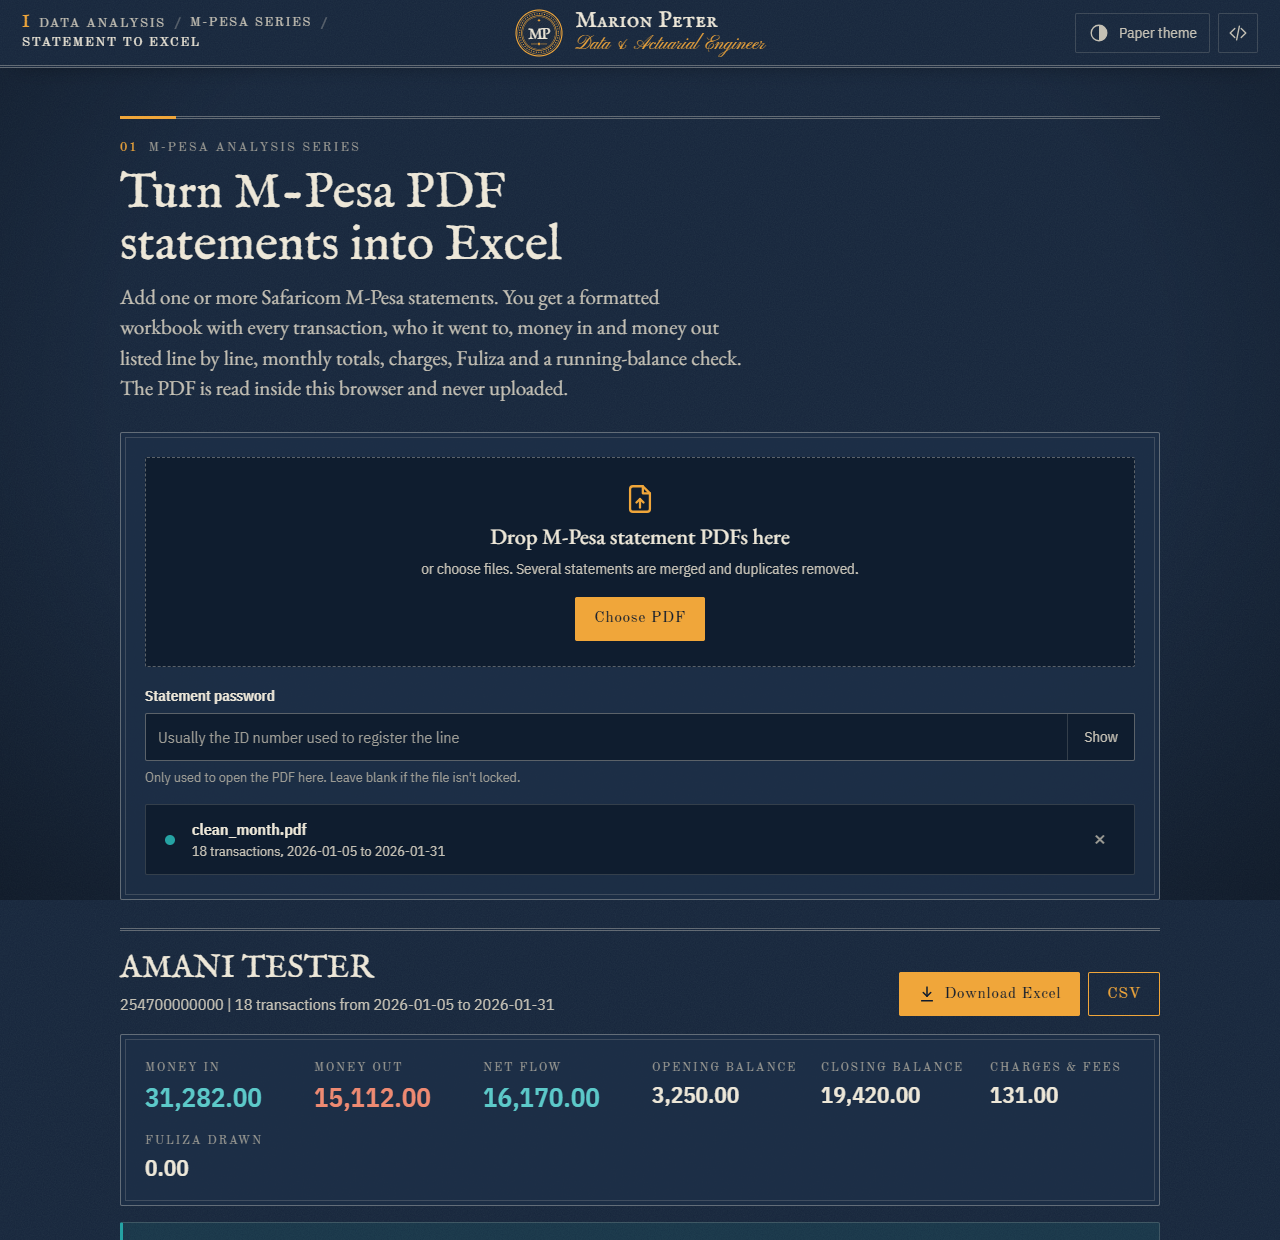 I DATA ANALYSIS / M-PESA SERIES /
STATEMENT TO EXCEL
MP
Marion Peter
Data & Actuarial Engineer
Paper theme
</>
01 M-PESA ANALYSIS SERIES
Turn M-Pesa PDF
statements into Excel
Add one or more Safaricom M-Pesa statements. You get a formatted
workbook with every transaction, who it went to, money in and money out
listed line by line, monthly totals, charges, Fuliza and a running-balance check.
The PDF is read inside this browser and never uploaded.
Drop M-Pesa statement PDFs here
or choose files. Several statements are merged and duplicates removed.
Choose PDF
Statement password
Usually the ID number used to register the line
Show
Only used to open the PDF here. Leave blank if the file isn't locked.
clean_month.pdf
18 transactions, 2026-01-05 to 2026-01-31
×
AMANI TESTER
254700000000 | 18 transactions from 2026-01-05 to 2026-01-31
Download Excel
CSV
MONEY IN MONEY OUT NET FLOW OPENING BALANCE CLOSING BALANCE CHARGES & FEES
31,282.00 15,112.00 16,170.00 3,250.00 19,420.00 131.00
FULIZA DRAWN
0.00